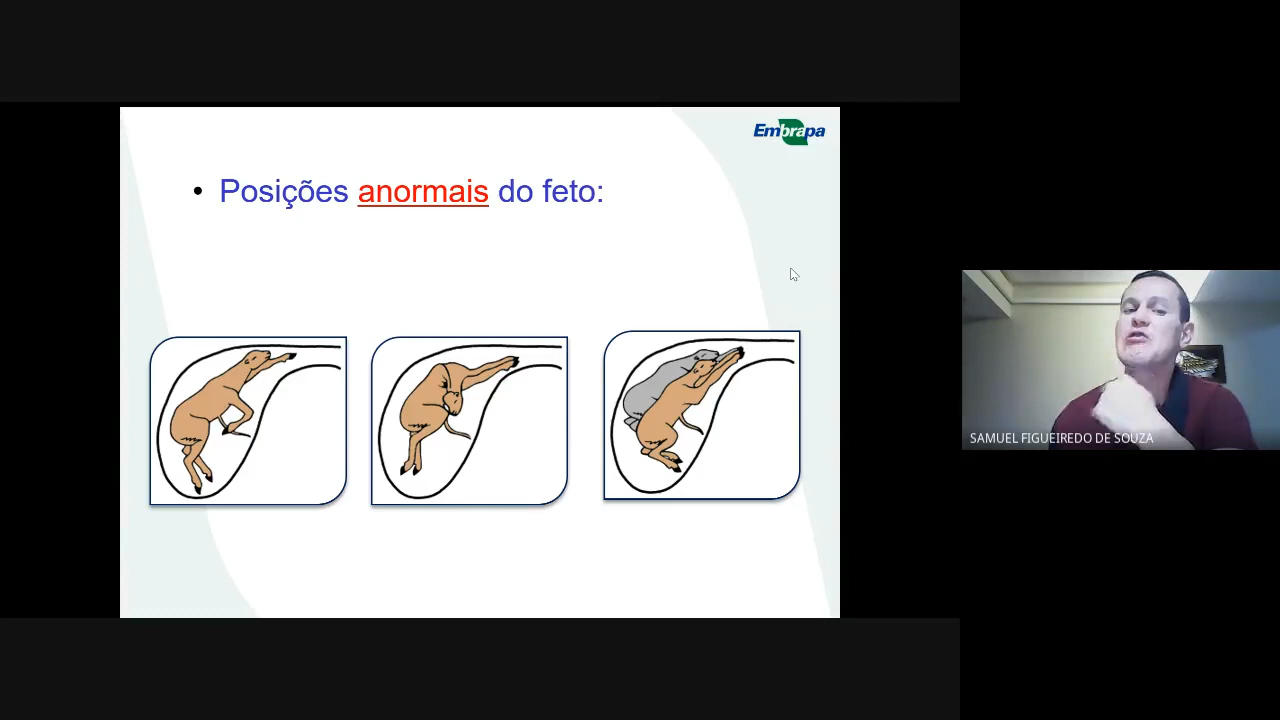 Embrapa
• Posições anormais do feto:
SAMUEL FIGUEIREDO DE SOUZA